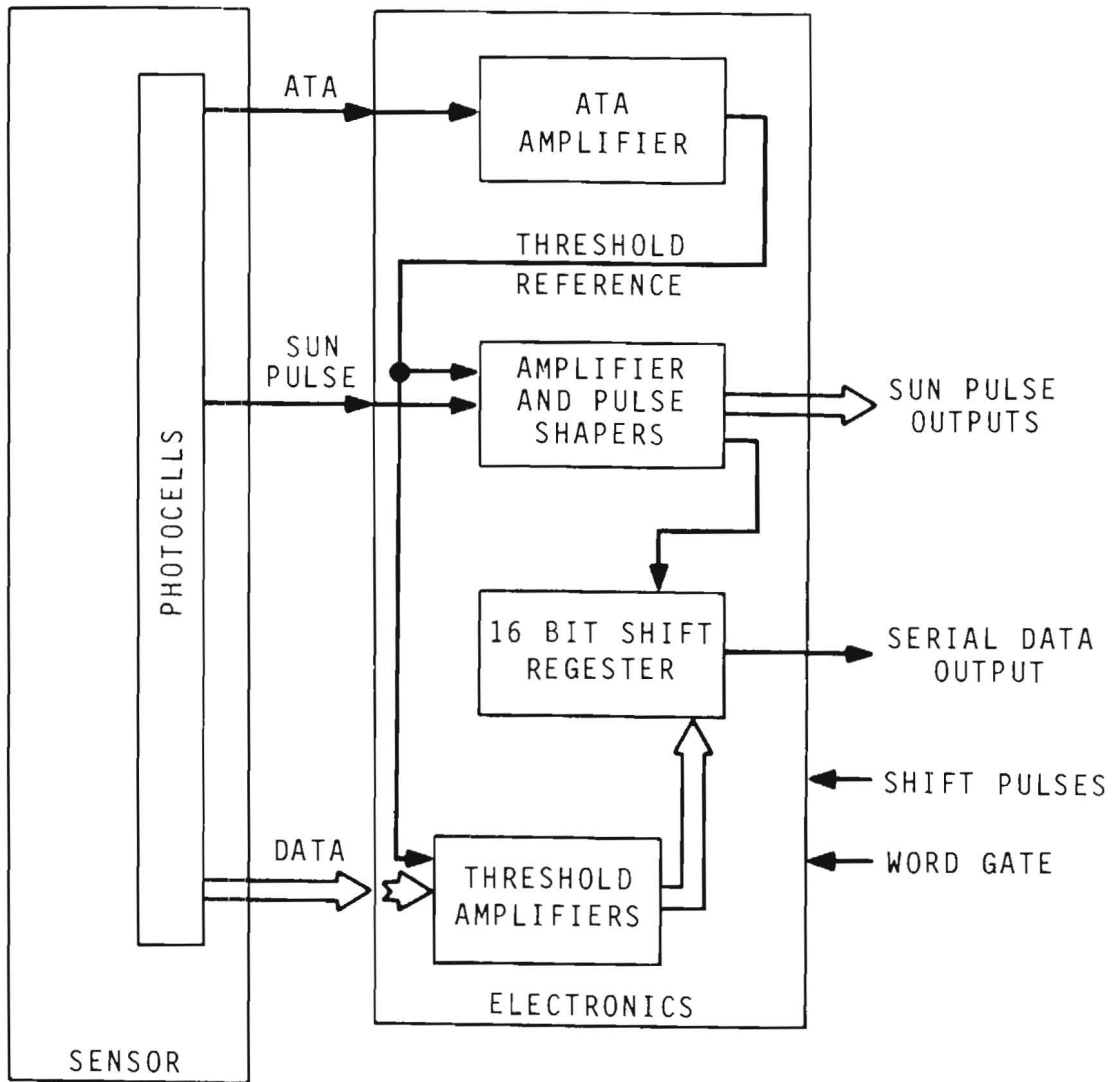 ATA
ATA
AMPLIFIER
THRESHOLD
REFERENCE
SUN
PULSE
AMPLIFIER
AND PULSE
SHAPERS
SUN PULSE
OUTPUTS
PHOTOCELLS
16 BIT SHIFT
REGESTER
SERIAL DATA
OUTPUT
SHIFT PULSES
DATA
THRESHOLD
AMPLIFIERS
WORD GATE
ELECTRONICS
SENSOR